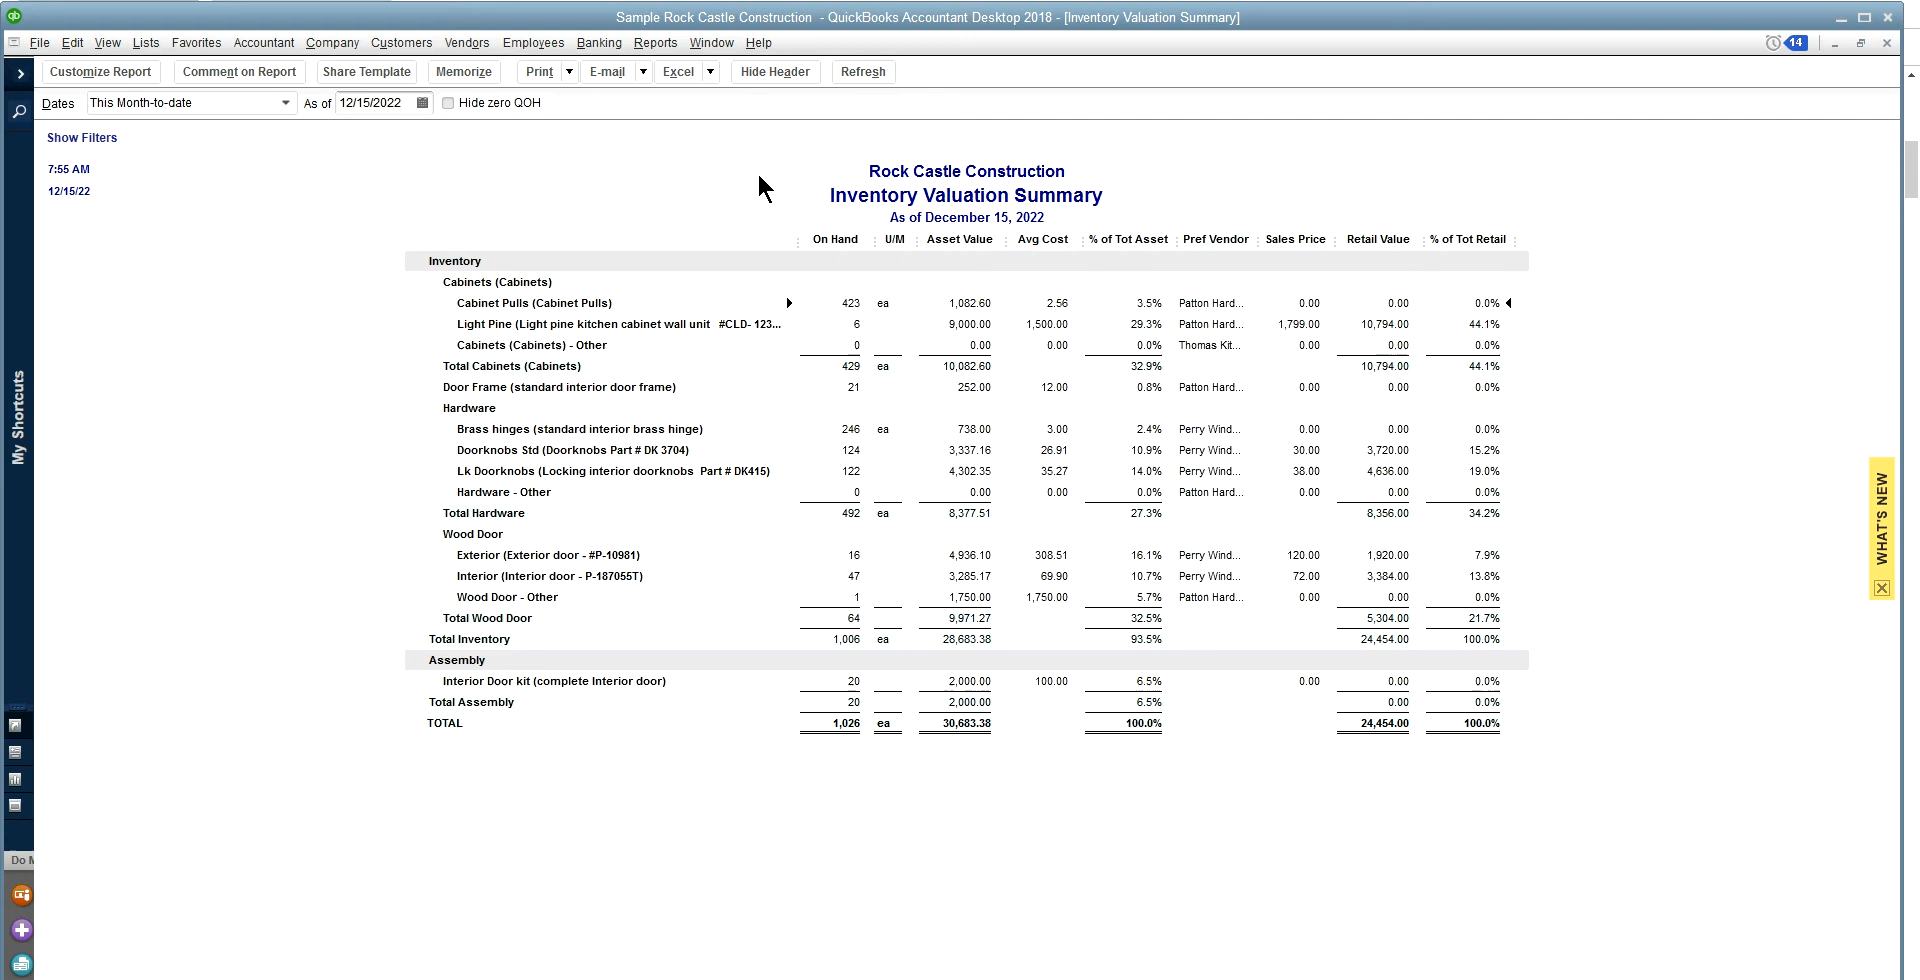 Sample Rock Castle Construction - QuickBooks Accountant Desktop 2018 - [Inventory Valuation Summary]
File Edit View Lists Favorites Accountant Company Customers Vendors Employees Banking Reports Window Help 14
Customize Report Comment on Report Share Template Memorize Print E-mail Excel Hide Header Refresh
Dates This Month-to-date As of 12/15/2022 Hide zero QOH
Show Filters
7:55 AM
12/15/22
Rock Castle Construction
Inventory Valuation Summary
As of December 15, 2022
On Hand U/M Asset Value Avg Cost % of Tot Asset Pref Vendor Sales Price Retail Value % of Tot Retail
Inventory
Cabinets (Cabinets)
Cabinet Pulls (Cabinet Pulls) 423 ea 1,082.60 2.56 3.5% Patton Hard... 0.00 0.00 0.0%
Light Pine (Light pine kitchen cabinet wall unit #CLD- 123... 6 9,000.00 1,500.00 29.3% Patton Hard... 1,799.00 10,794.00 44.1%
Cabinets (Cabinets) - Other 0 0.00 0.00 0.0% Thomas Kit... 0.00 0.00 0.0%
Total Cabinets (Cabinets) 429 ea 10,082.60 32.9% 10,794.00 44.1%
Door Frame (standard interior door frame) 21 252.00 12.00 0.8% Patton Hard... 0.00 0.00 0.0%
Hardware
Brass hinges (standard interior brass hinge) 246 ea 738.00 3.00 2.4% Perry Wind... 0.00 0.00 0.0%
Doorknobs Std (Doorknobs Part # DK 3704) 124 3,337.16 26.91 10.9% Perry Wind... 30.00 3,720.00 15.2%
Lk Doorknobs (Locking interior doorknobs Part # DK415) 122 4,302.35 35.27 14.0% Perry Wind... 38.00 4,636.00 19.0%
Hardware - Other 0 0.00 0.00 0.0% Patton Hard... 0.00 0.00 0.0%
Total Hardware 492 ea 8,377.51 27.3% 8,356.00 34.2%
Wood Door
Exterior (Exterior door - #P-10981) 16 4,936.10 308.51 16.1% Perry Wind... 120.00 1,920.00 7.9%
Interior (Interior door - P-187055T) 47 3,285.17 69.90 10.7% Perry Wind... 72.00 3,384.00 13.8%
Wood Door - Other 1 1,750.00 1,750.00 5.7% Patton Hard... 0.00 0.00 0.0%
Total Wood Door 64 9,971.27 32.5% 5,304.00 21.7%
Total Inventory 1,006 ea 28,683.38 93.5% 24,454.00 100.0%
Assembly
Interior Door kit (complete Interior door) 20 2,000.00 100.00 6.5% 0.00 0.00 0.0%
Total Assembly 20 2,000.00 6.5% 0.00 0.0%
TOTAL 1,026 ea 30,683.38 100.0% 24,454.00 100.0%
My Shortcuts
Do
WHAT'S NEW